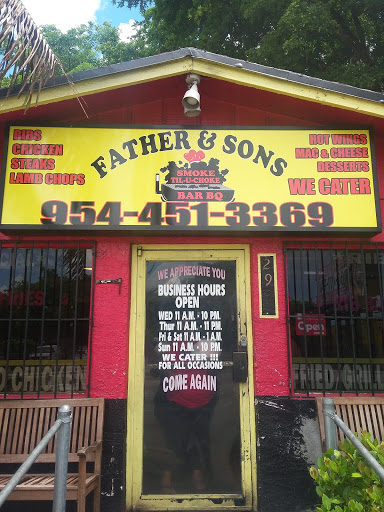 FATHER & SONS
RIBS
CHICKEN
STEAKS
LAMB CHOPS
SMOKE
TIL-U-CHOKE
BAR BQ
HOT WINGS
MAC & CHEESE
DESSERTS
WE CATER
954-451-3369
WE APPRECIATE YOU
BUSINESS HOURS
OPEN
WED 11 A.M. - 10 PM.
Thur 11 A.M. - 11 PM.
Fri & Sat 11 A.M. - 1 A.M.
Sun 11 A.M. - 10 PM.
WE CATER !!!
FOR ALL OCCASIONS
COME AGAIN
29
Open
D CHICKEN
FRIED